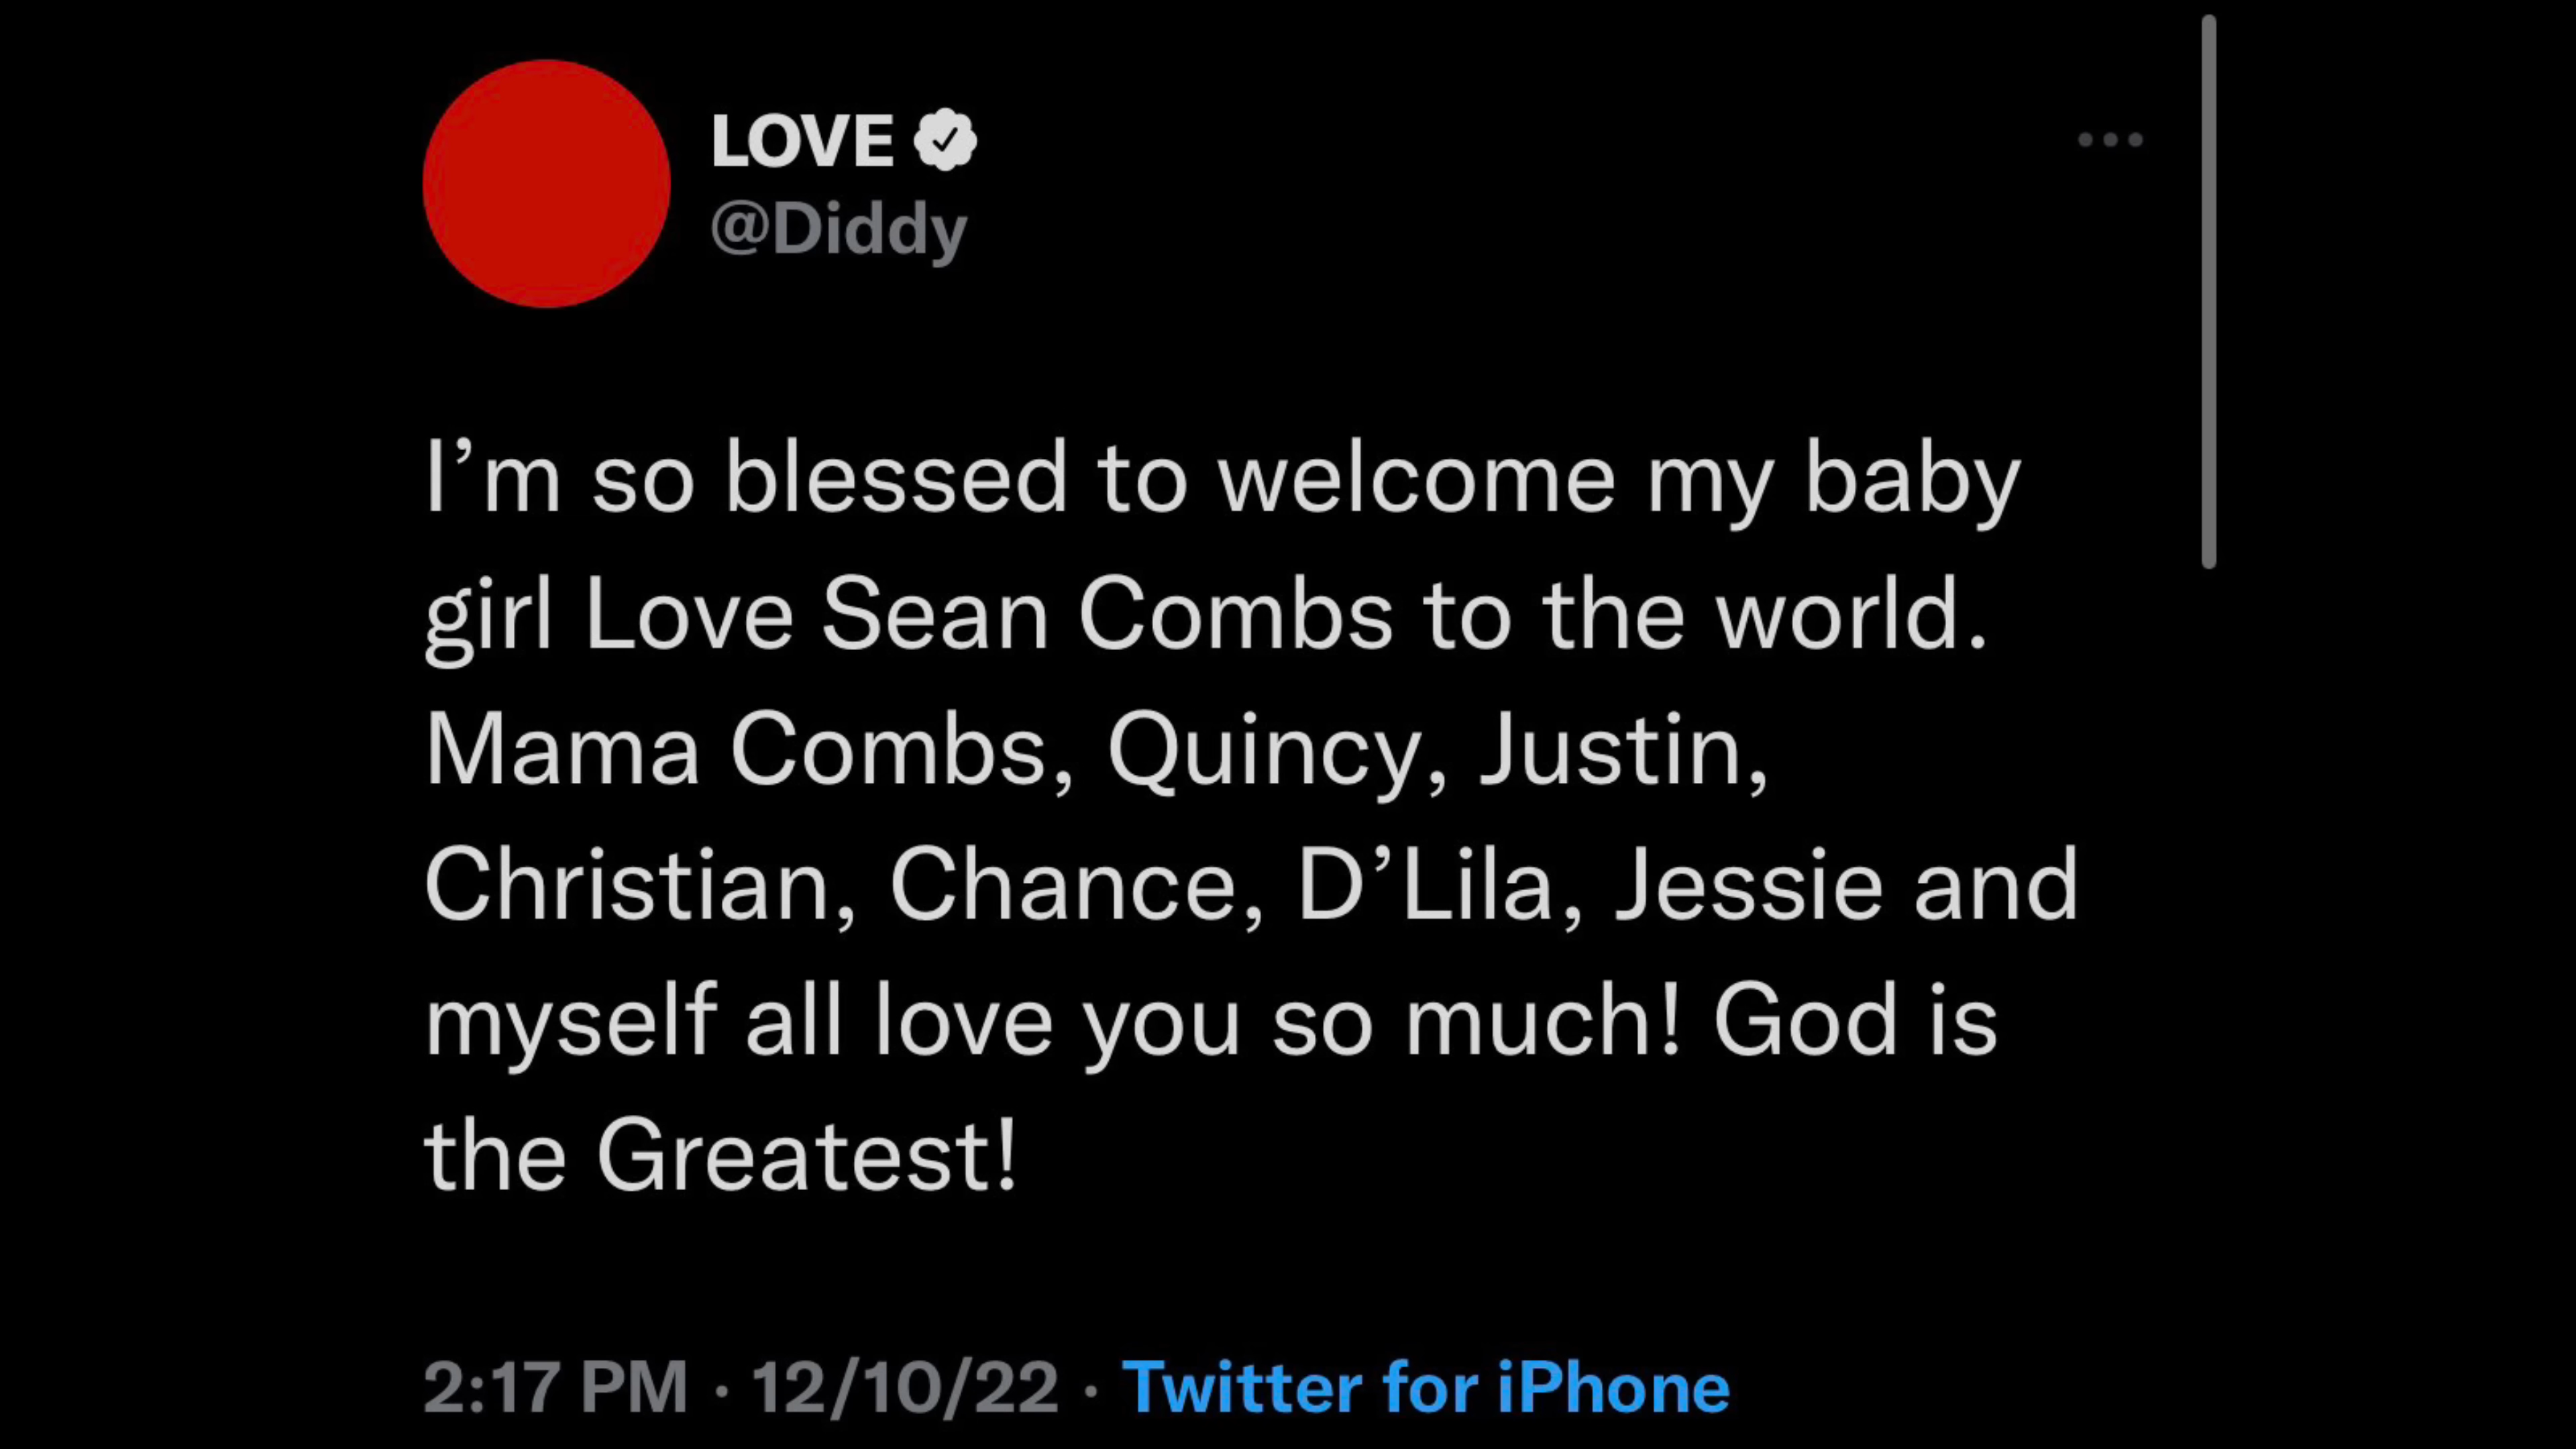 LOVE
@Diddy
I’m so blessed to welcome my baby
girl Love Sean Combs to the world.
Mama Combs, Quincy, Justin,
Christian, Chance, D’Lila, Jessie and
myself all love you so much! God is
the Greatest!
2:17 PM · 12/10/22 · Twitter for iPhone